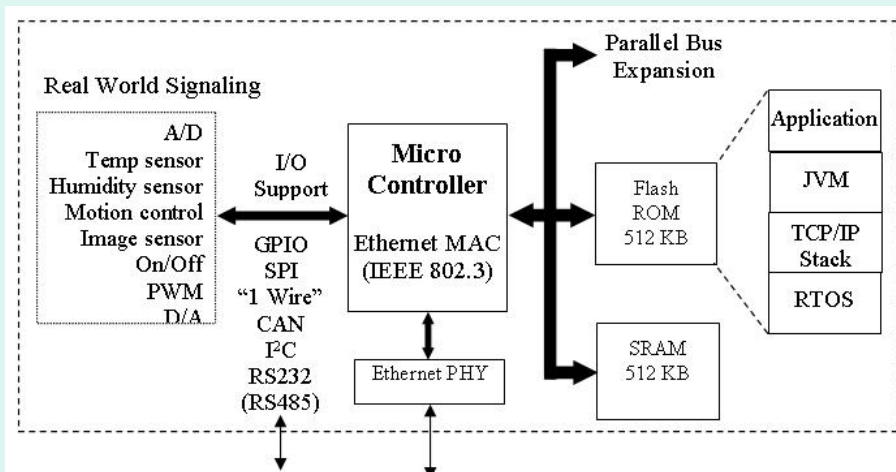 Real World Signaling
A/D
Temp sensor
Humidity sensor
Motion control
Image sensor
On/Off
PWM
D/A
I/O
Support
GPIO
SPI
“1 Wire”
CAN
I²C
RS232
(RS485)
Micro
Controller
Ethernet MAC
(IEEE 802.3)
Ethernet PHY
Parallel Bus
Expansion
Flash
ROM
512 KB
SRAM
512 KB
Application
JVM
TCP/IP
Stack
RTOS